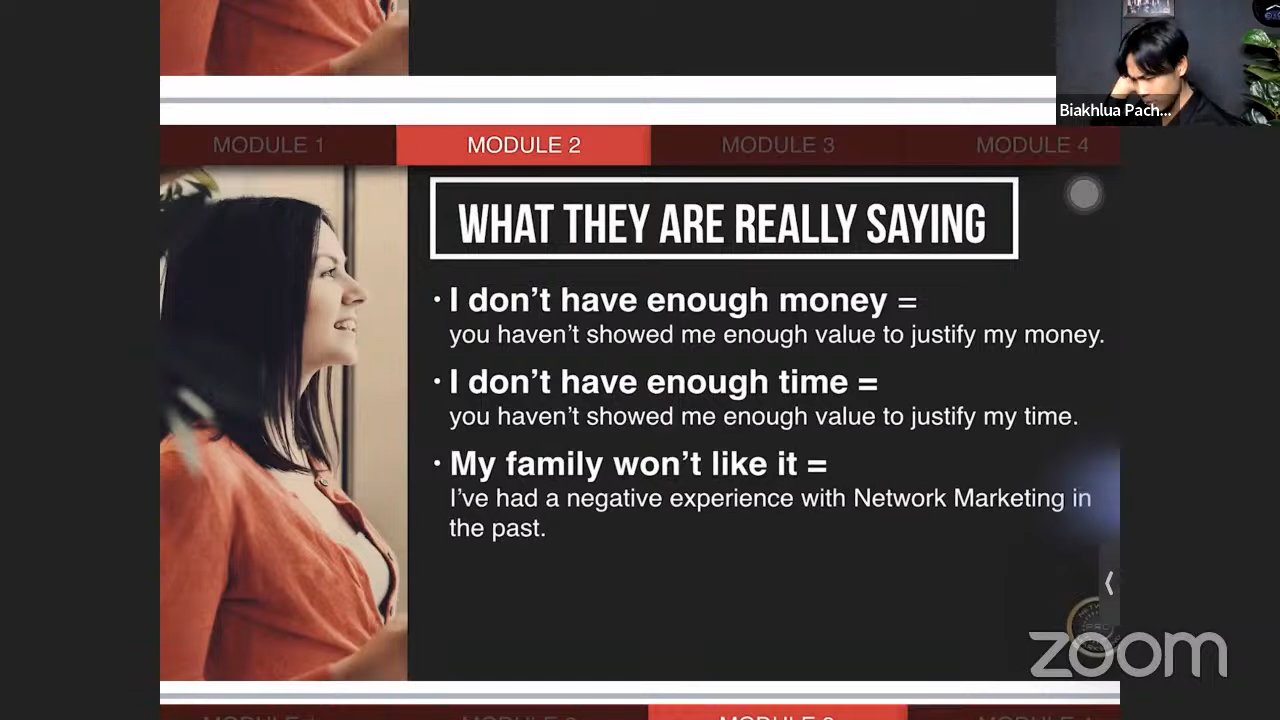 Biakhlua Pach...
MODULE 1 MODULE 2 MODULE 3 MODULE 4
WHAT THEY ARE REALLY SAYING
· I don't have enough money =
you haven't showed me enough value to justify my money.
· I don't have enough time =
you haven't showed me enough value to justify my time.
· My family won't like it =
I've had a negative experience with Network Marketing in
the past.
zoom